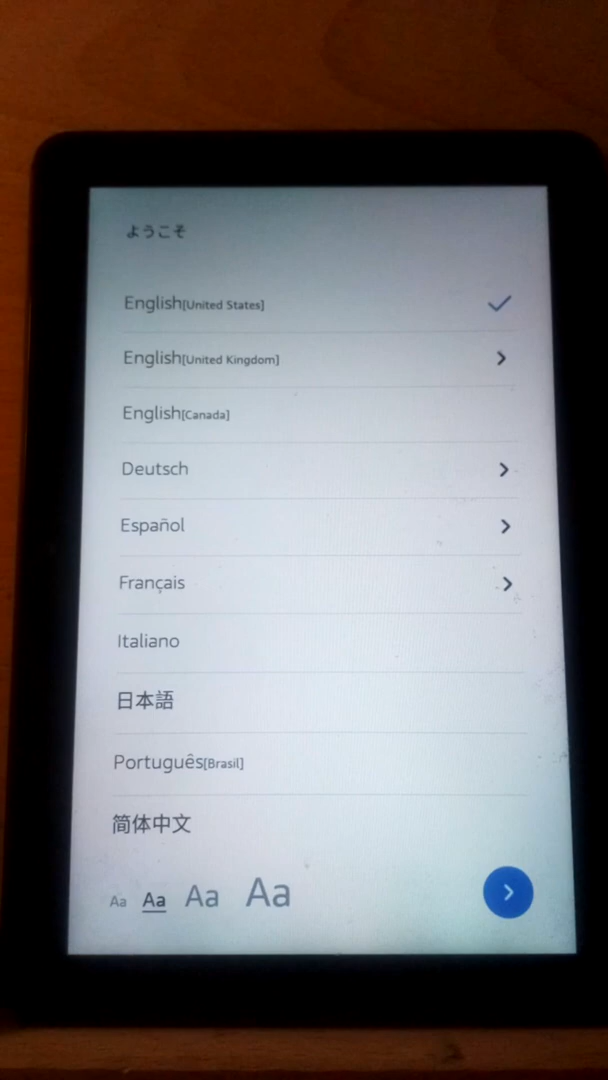 ようこそ
English[United States]
English[United Kingdom]
English[Canada]
Deutsch
Español
Français
Italiano
日本語
Português[Brasil]
简体中文
Aa Aa Aa Aa